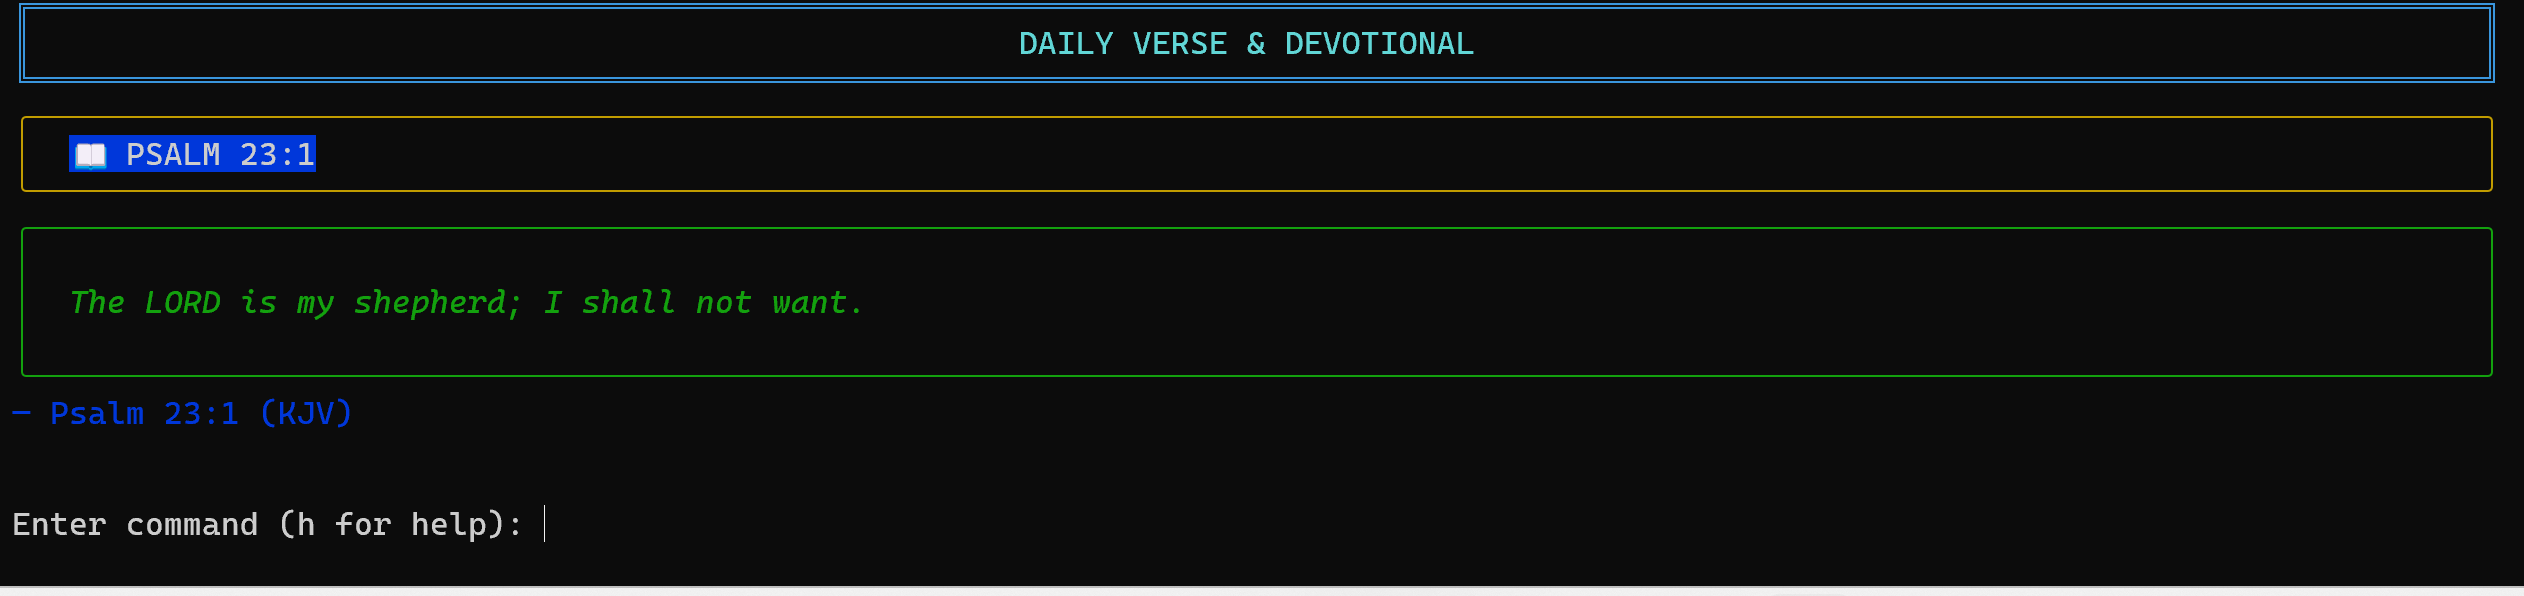 DAILY VERSE & DEVOTIONAL
📖 PSALM 23:1
The LORD is my shepherd; I shall not want.
— Psalm 23:1 (KJV)
Enter command (h for help):